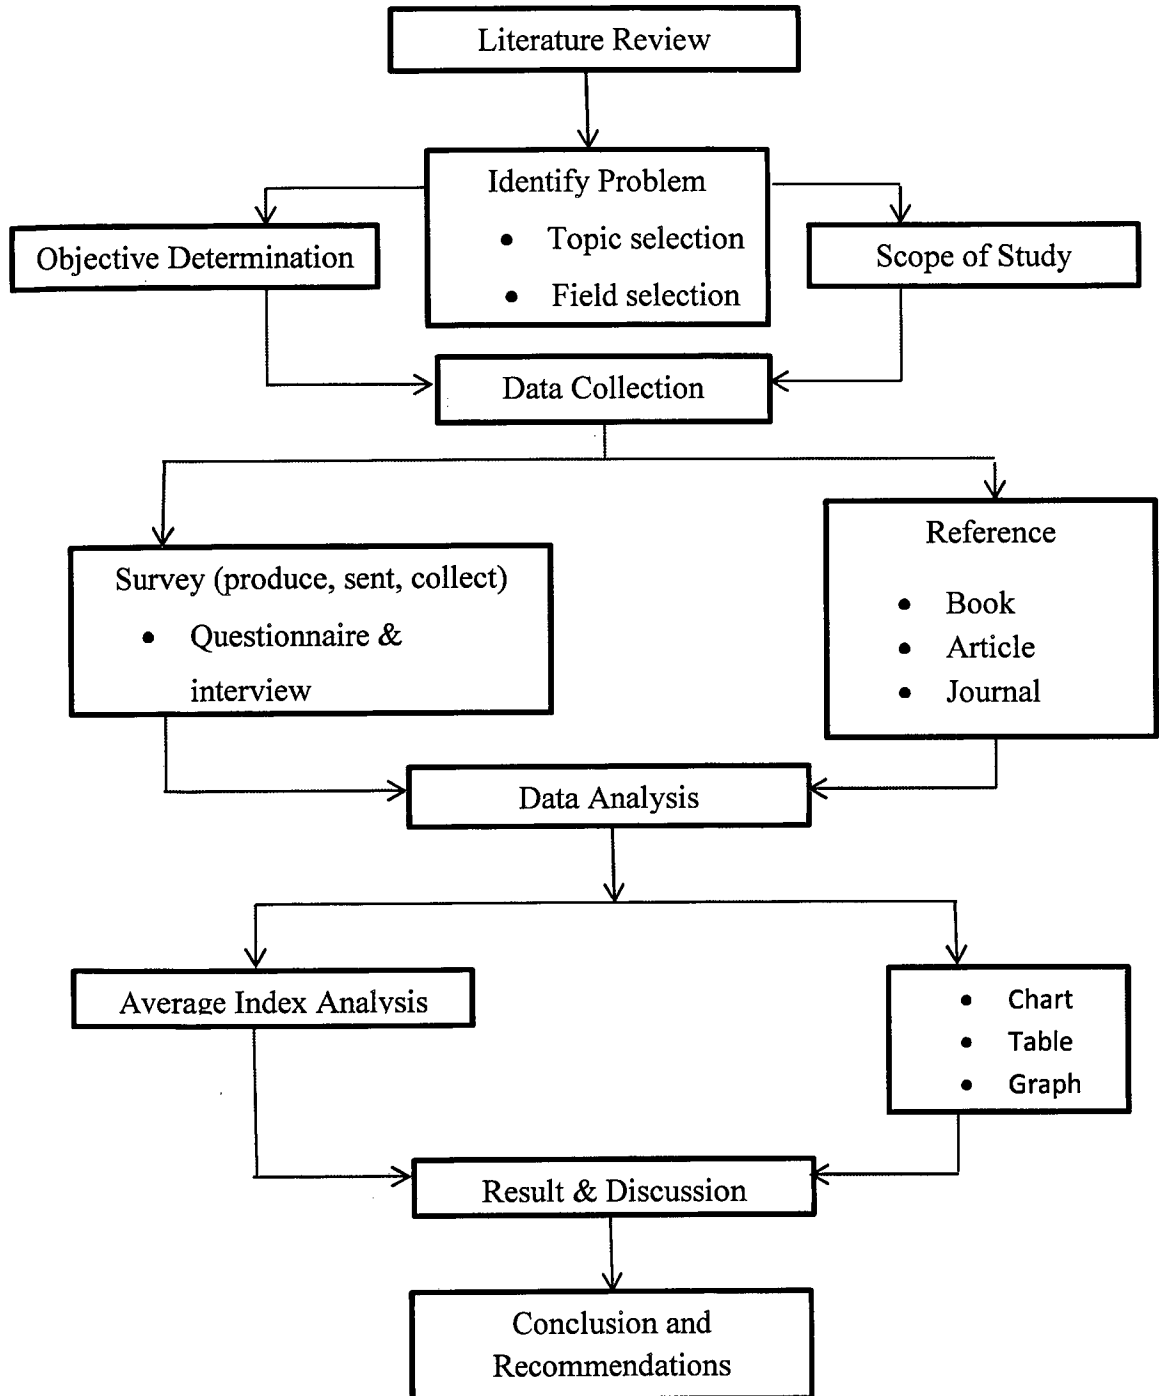 Literature Review
Identify Problem
• Topic selection
• Field selection
Objective Determination
Scope of Study
Data Collection
Survey (produce, sent, collect)
• Questionnaire &
interview
Reference
• Book
• Article
• Journal
Data Analysis
Average Index Analysis
• Chart
• Table
• Graph
Result & Discussion
Conclusion and
Recommendations